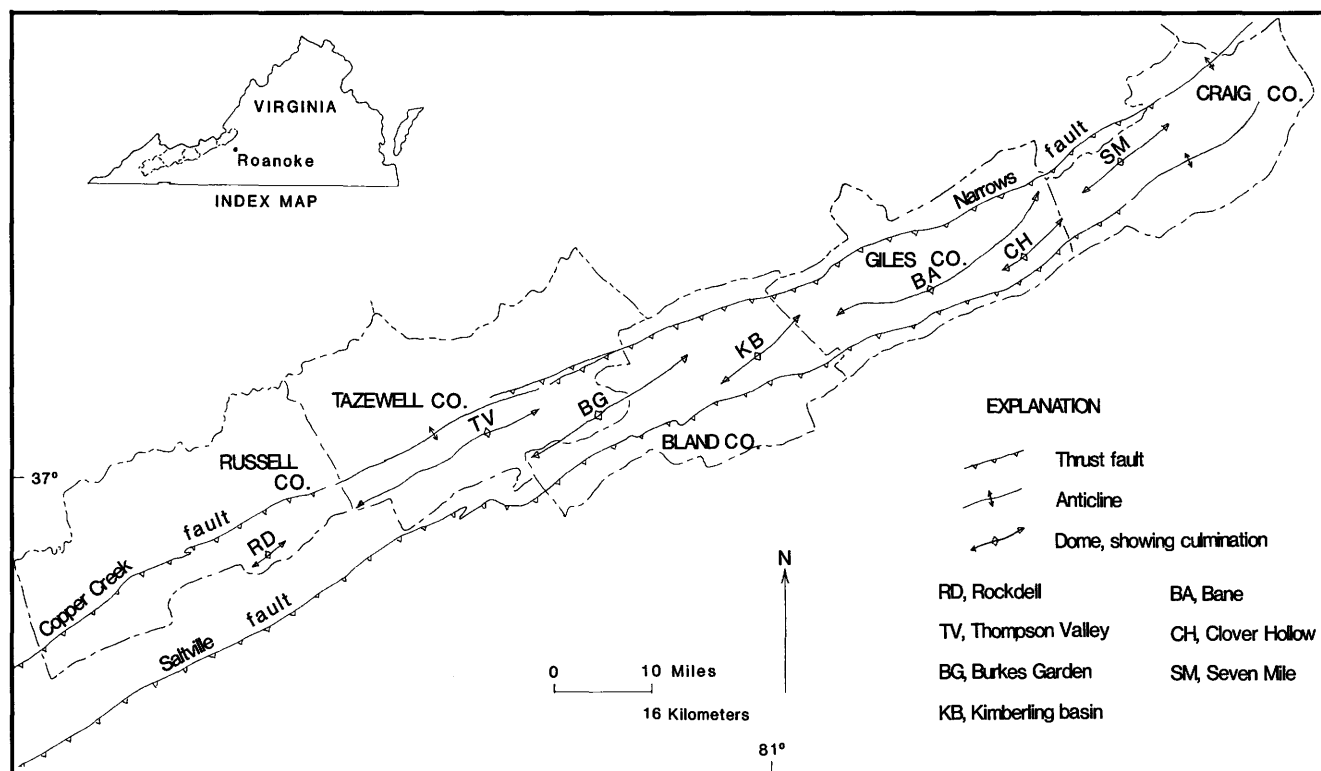 VIRGINIA
Roanoke
INDEX MAP
CRAIG CO.
fault
SM
Narrows
GILES CO.
CH
BA
KB
TAZEWELL CO.
TV
BG
BLAND CO.
RUSSELL
CO.
37°
fault
RD
Copper Creek
fault
Saltville
N
0 10 Miles
16 Kilometers
81°
EXPLANATION
Thrust fault
Anticline
Dome, showing culmination
RD, Rockdell
TV, Thompson Valley
BG, Burkes Garden
KB, Kimberling basin
BA, Bane
CH, Clover Hollow
SM, Seven Mile